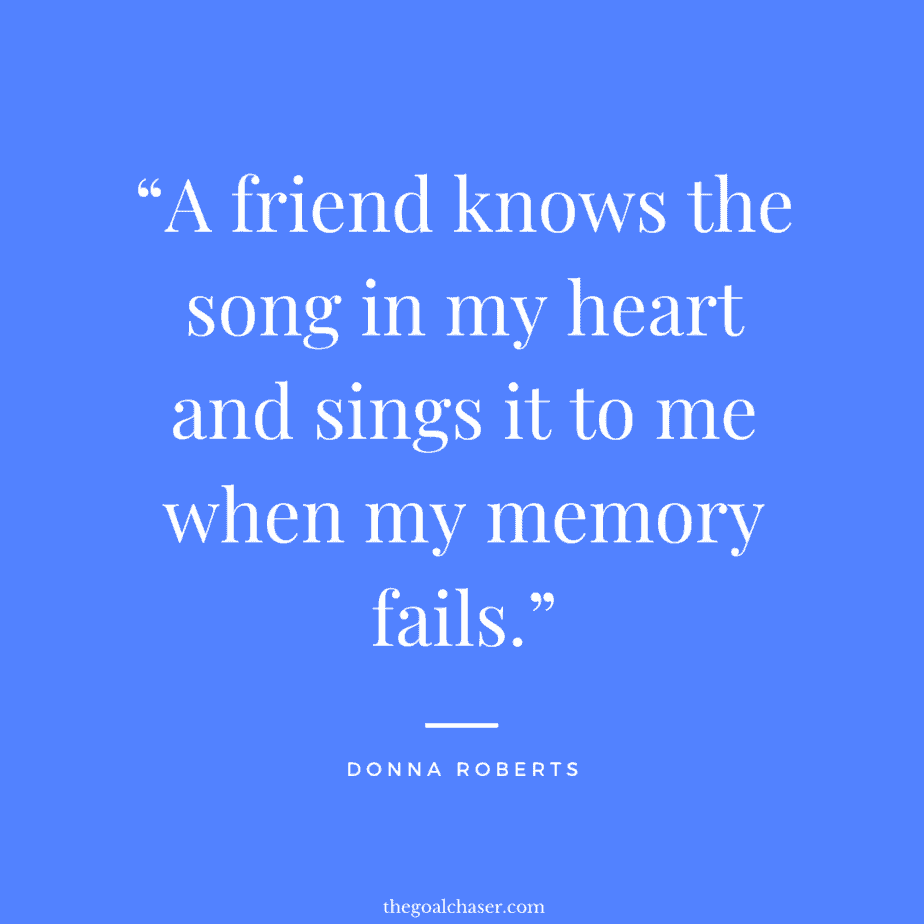 “A friend knows the
song in my heart
and sings it to me
when my memory
fails.”
DONNA ROBERTS
thegoalchaser.com